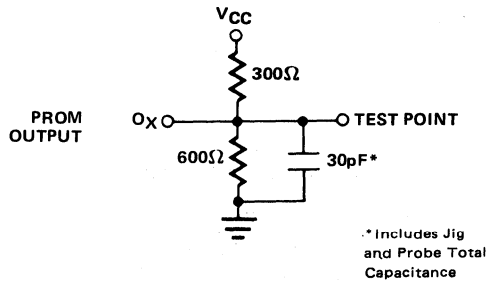 VCC
300Ω
PROM
OUTPUT
OX
TEST POINT
600Ω
30pF*
*Includes Jig
and Probe Total
Capacitance